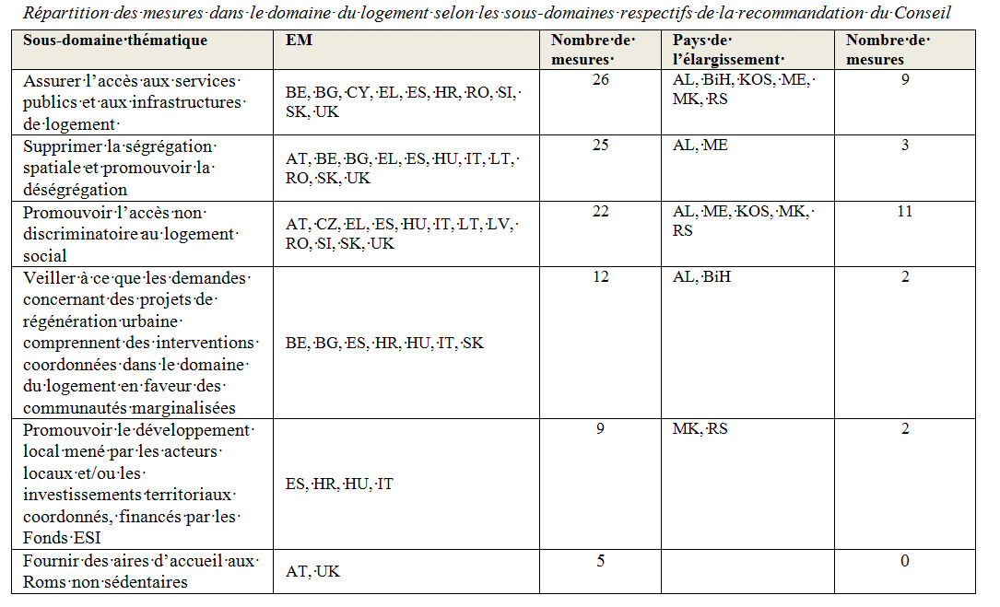 Répartition des mesures dans le domaine du logement selon les sous-domaines respectifs de la recommandation du Conseil
Sous-domaine thématique
EM
Nombre de
mesures
Pays de
l'élargissement
Nombre de
mesures
Assurer l'accès aux services
publics et aux infrastructures
de logement
BE, BG, CY, EL, ES, HR, RO, SI,
SK, UK
26
AL, BiH, KOS, ME,
MK, RS
9
Supprimer la ségrégation
spatiale et promouvoir la
déségrégation
AT, BE, BG, EL, ES, HU, IT, LT,
RO, SK, UK
25
AL, ME
3
Promouvoir l'accès non
discriminatoire au logement
social
AT, CZ, EL, ES, HU, IT, LT, LV,
RO, SI, SK, UK
22
AL, ME, KOS, MK,
RS
11
Veiller à ce que les demandes
concernant des projets de
régénération urbaine
comprennent des interventions
coordonnées dans le domaine
du logement en faveur des
communautés marginalisées
BE, BG, ES, HR, HU, IT, SK
12
AL, BiH
2
Promouvoir le développement
local mené par les acteurs
locaux et/ou les
investissements territoriaux
coordonnés, financés par les
Fonds ESI
ES, HR, HU, IT
9
MK, RS
2
Fournir des aires d'accueil aux
Roms non sédentaires
AT, UK
5
0